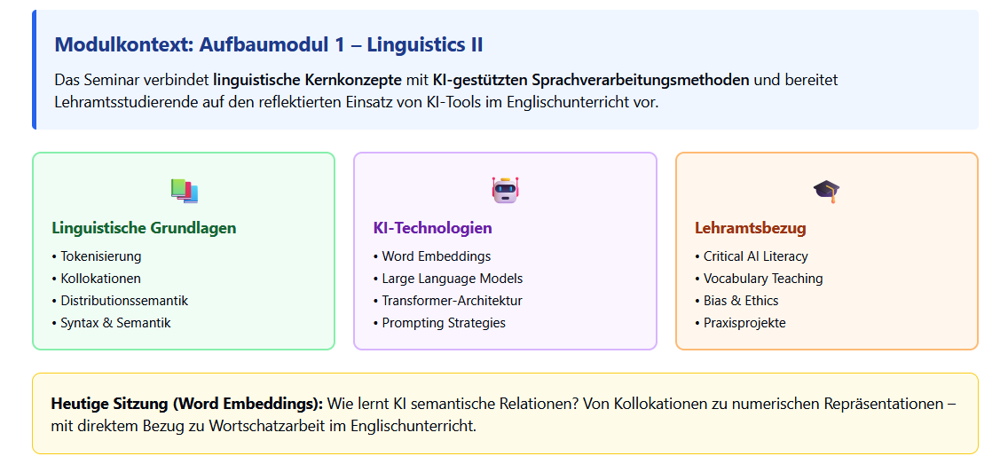 Modulkontext: Aufbaumodul 1 – Linguistics II
Das Seminar verbindet linguistische Kernkonzepte mit KI-gestützten Sprachverarbeitungsmethoden und bereitet
Lehramtsstudierende auf den reflektierten Einsatz von KI-Tools im Englischunterricht vor.
Linguistische Grundlagen
• Tokenisierung
• Kollokationen
• Distributionssemantik
• Syntax & Semantik
KI-Technologien
• Word Embeddings
• Large Language Models
• Transformer-Architektur
• Prompting Strategies
Lehramtsbezug
• Critical AI Literacy
• Vocabulary Teaching
• Bias & Ethics
• Praxisprojekte
Heutige Sitzung (Word Embeddings): Wie lernt KI semantische Relationen? Von Kollokationen zu numerischen Repräsentationen –
mit direktem Bezug zu Wortschatzarbeit im Englischunterricht.